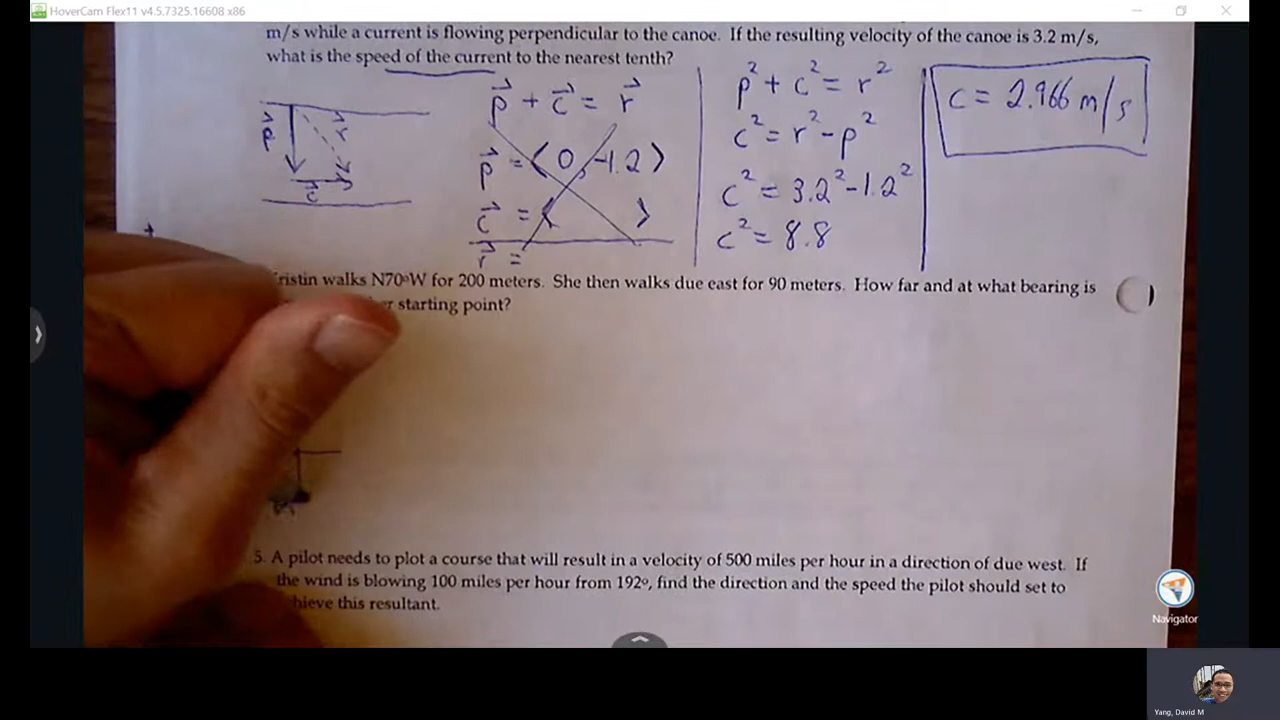 HoverCam Flex11 v4.5.7325.16608 x86
m/s while a current is flowing perpendicular to the canoe. If the resulting velocity of the canoe is 3.2 m/s,
what is the speed of the current to the nearest tenth?
p
r
c
p + c = r
p = ⟨0, -1.2⟩
c = ⟨ ⟩
r =
p² + c² = r²
c² = r² - p²
c² = 3.2² - 1.2²
c² = 8.8
c = 2.966 m/s
ristin walks N70°W for 200 meters. She then walks due east for 90 meters. How far and at what bearing is
starting point?
5. A pilot needs to plot a course that will result in a velocity of 500 miles per hour in a direction of due west. If
the wind is blowing 100 miles per hour from 192°, find the direction and the speed the pilot should set to
hieve this resultant.
Navigator
Yang, David M